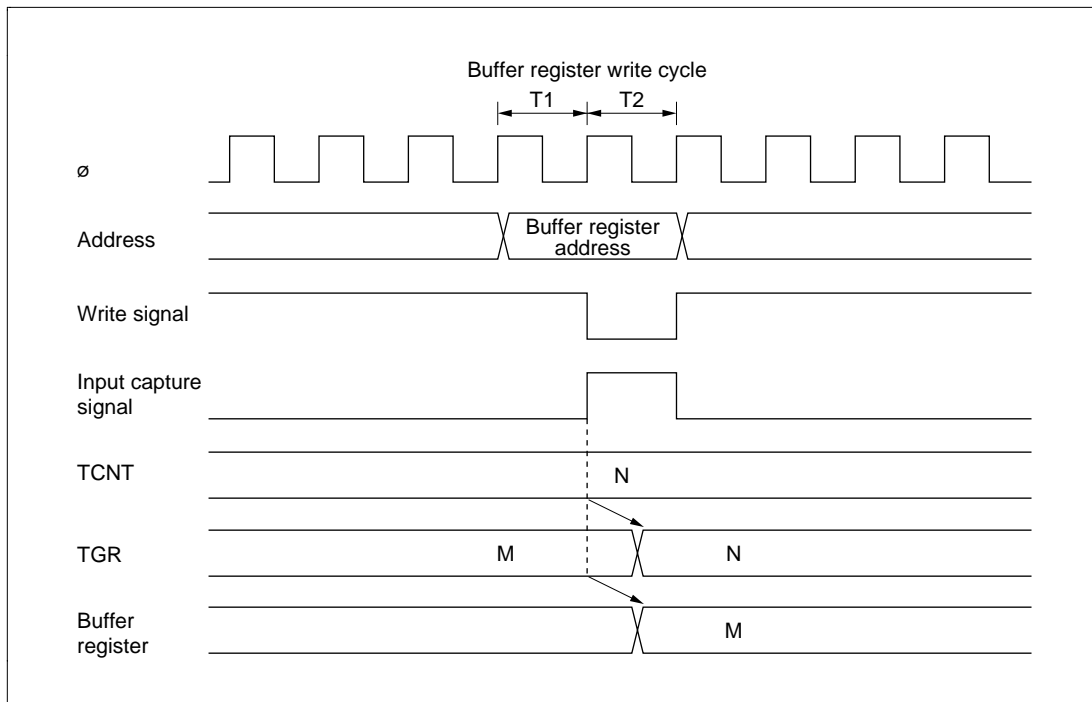 Buffer register write cycle
T1 T2
ø
Address
Buffer register
address
Write signal
Input capture
signal
TCNT
N
TGR
M
N
Buffer
register
M